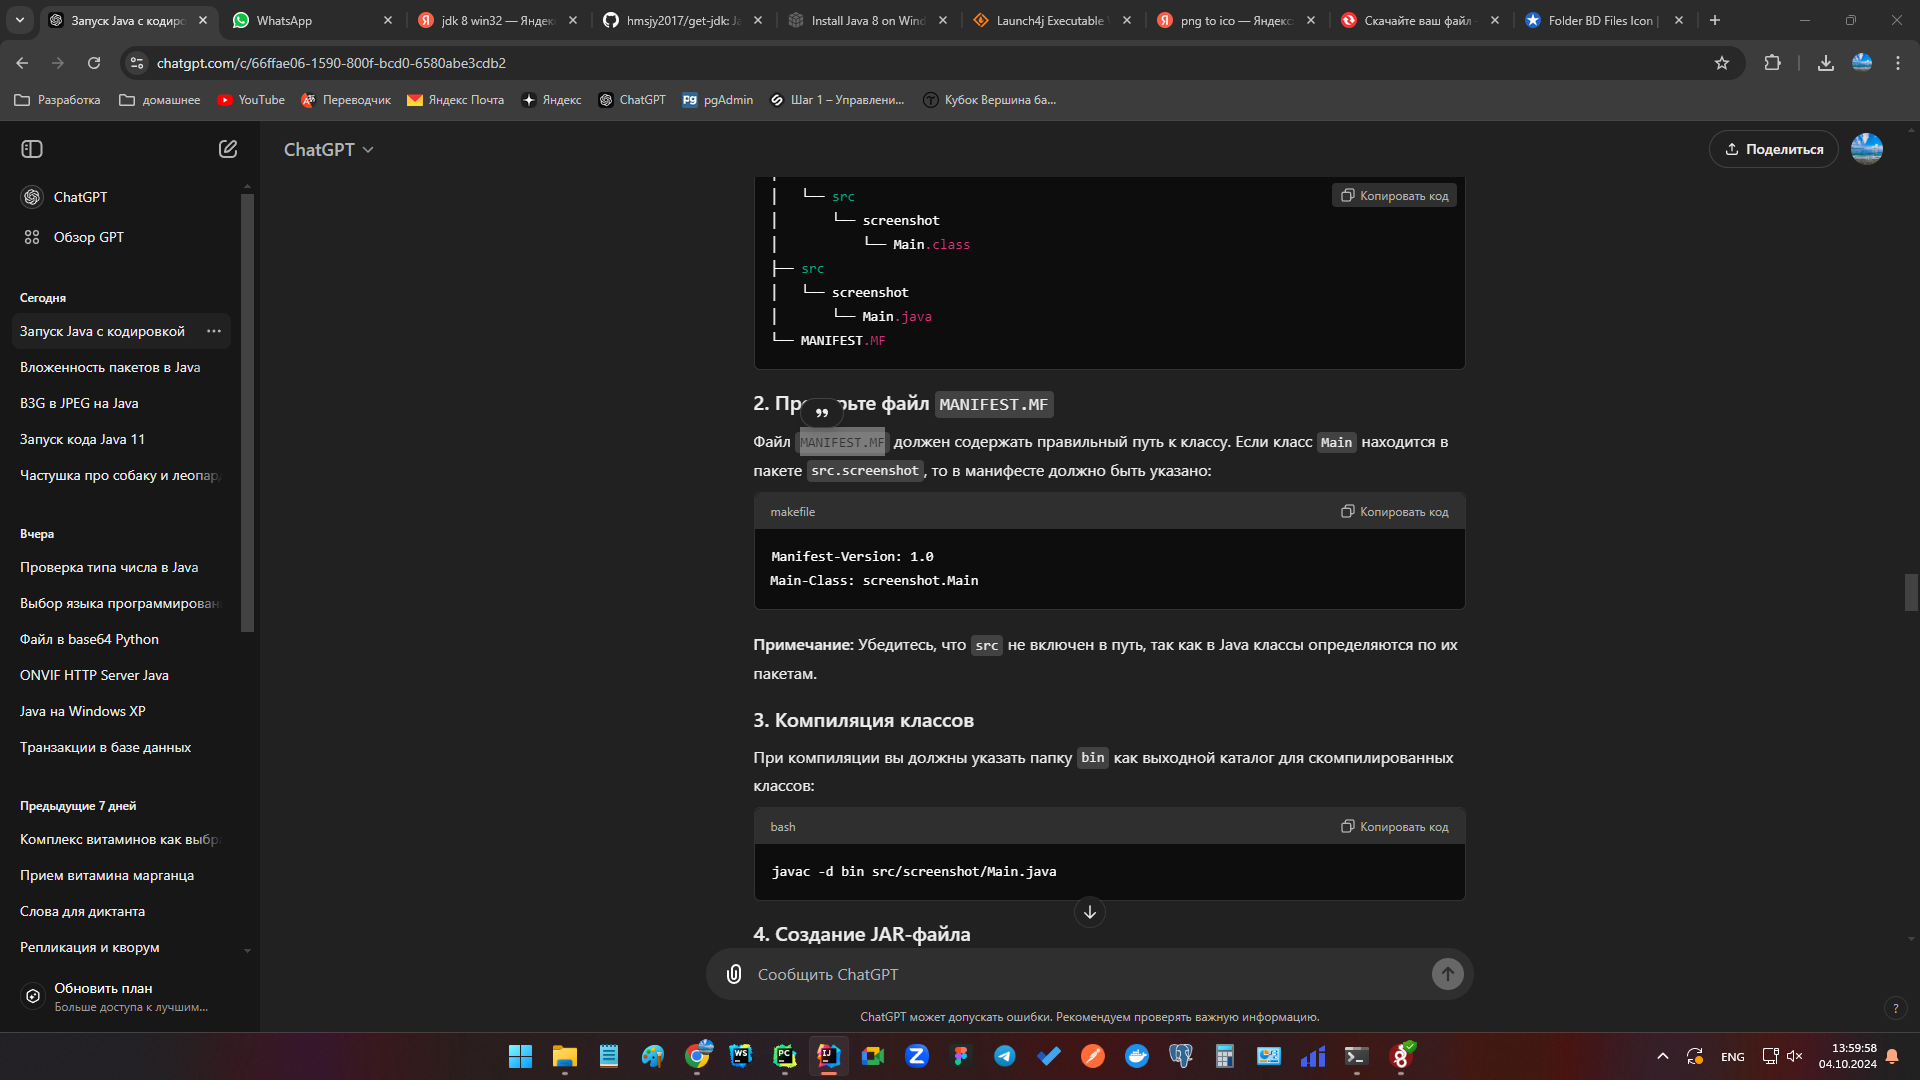 Запуск Java с кодиро
WhatsApp
jdk 8 win32 — Яндек
hmsjy2017/get-jdk: Ja
Install Java 8 on Wind
Launch4j Executable
png to ico — Яндекс
Скачайте ваш файл
Folder BD Files Icon |
chatgpt.com/c/66ffae06-1590-800f-bcd0-6580abe3cdb2
Разработка
домашнее
YouTube
Переводчик
Яндекс Почта
Яндекс
ChatGPT
pgAdmin
Шаг 1 – Управлени...
Кубок Вершина ба...
ChatGPT
Поделиться
ChatGPT
Обзор GPT
Сегодня
Запуск Java с кодировкой
Вложенность пакетов в Java
B3G в JPEG на Java
Запуск кода Java 11
Частушка про собаку и леопар
Вчера
Проверка типа числа в Java
Выбор языка программирован
Файл в base64 Python
ONVIF HTTP Server Java
Java на Windows XP
Транзакции в базе данных
Предыдущие 7 дней
Комплекс витаминов как выбр
Прием витамина марганца
Слова для диктанта
Репликация и кворум
Обновить план
Больше доступа к лучшим...
│   └── src
Копировать код
│       └── screenshot
│           └── Main.class
├── src
│   └── screenshot
│       └── Main.java
└── MANIFEST.MF
2. Пр рьте файл MANIFEST.MF
Файл MANIFEST.MF должен содержать правильный путь к классу. Если класс Main находится в
пакете src.screenshot, то в манифесте должно быть указано:
makefile
Копировать код
Manifest-Version: 1.0
Main-Class: screenshot.Main
Примечание: Убедитесь, что src не включен в путь, так как в Java классы определяются по их
пакетам.
3. Компиляция классов
При компиляции вы должны указать папку bin как выходной каталог для скомпилированных
классов:
bash
Копировать код
javac -d bin src/screenshot/Main.java
4. Создание JAR-файла
Сообщить ChatGPT
ChatGPT может допускать ошибки. Рекомендуем проверять важную информацию.
?
WS
PC
IJ
ENG
13:59:58
04.10.2024